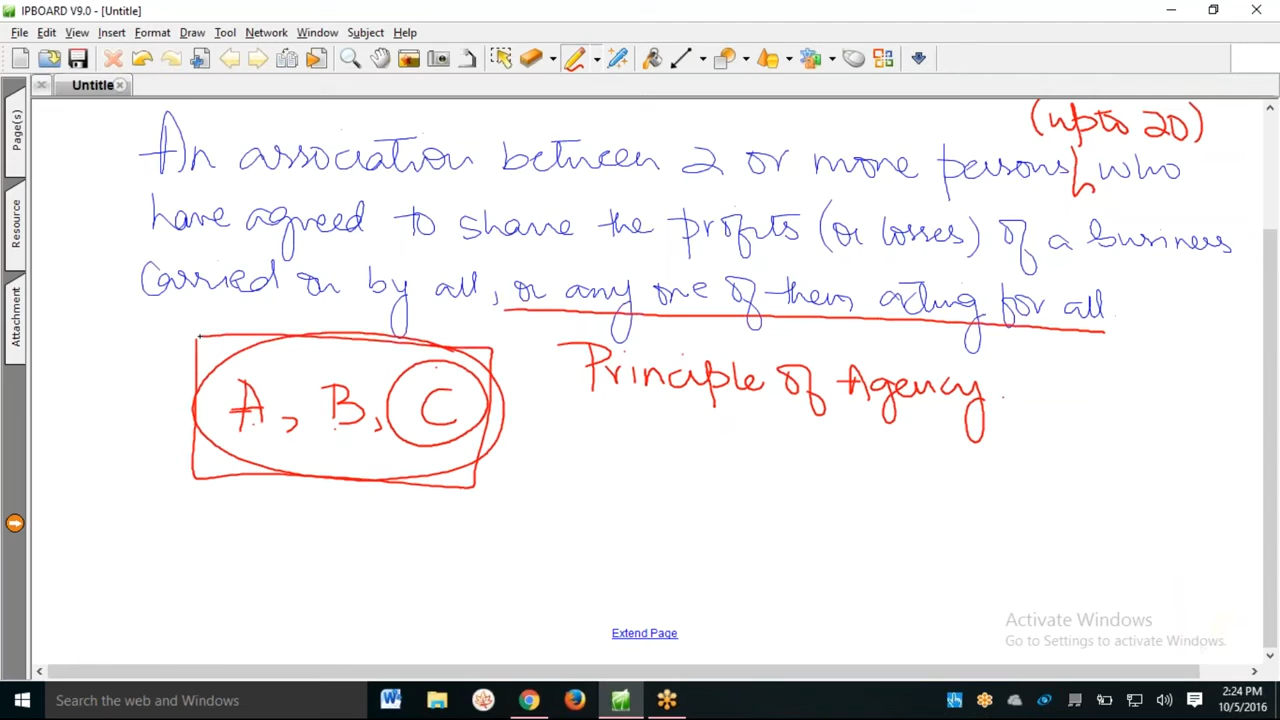 IPBOARD V9.0 - [Untitle]
File Edit View Insert Format Draw Tool Network Window Subject Help
Untitle
Page(s)
Resource
Attachment
(upto 20)
An association between 2 or more persons who
have agreed to share the profits (or losses) of a business
Carried on by all, or any one of them acting for all
A, B, C
Principle of Agency
Extend Page
Activate Windows
Go to Settings to activate Windows.
Search the web and Windows
2:24 PM
10/5/2016